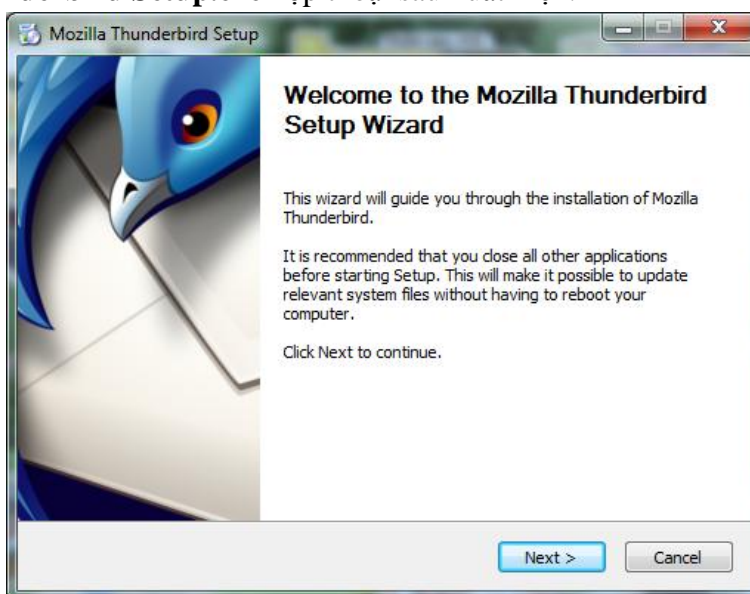 Mozilla Thunderbird Setup
Welcome to the Mozilla Thunderbird
Setup Wizard
This wizard will guide you through the installation of Mozilla
Thunderbird.
It is recommended that you close all other applications
before starting Setup. This will make it possible to update
relevant system files without having to reboot your
computer.
Click Next to continue.
Next >
Cancel